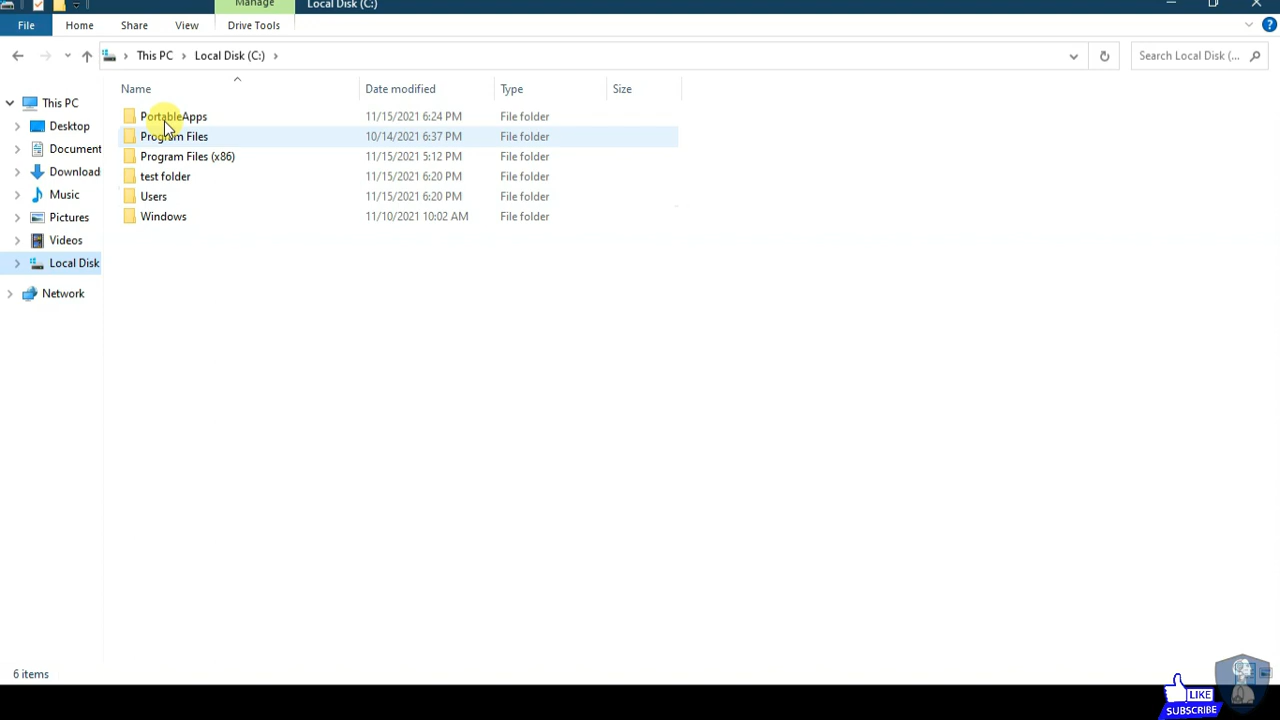 Manage
Local Disk (C:)
File
Home
Share
View
Drive Tools
This PC
Local Disk (C:)
Search Local Disk (...
Name
Date modified
Type
Size
This PC
Desktop
Document
Download
Music
Pictures
Videos
Local Disk
Network
PortableApps 11/15/2021 6:24 PM File folder
Program Files 10/14/2021 6:37 PM File folder
Program Files (x86) 11/15/2021 5:12 PM File folder
test folder 11/15/2021 6:20 PM File folder
Users 11/15/2021 6:20 PM File folder
Windows 11/10/2021 10:02 AM File folder
6 items
LIKE
SUBSCRIBE